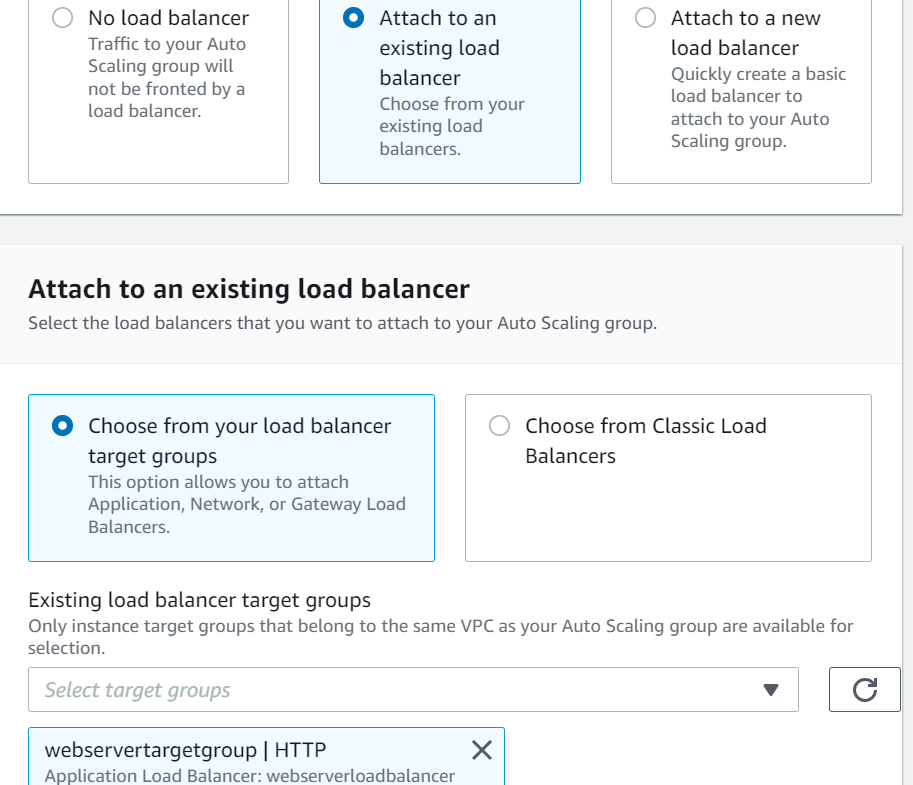 No load balancer
Traffic to your Auto
Scaling group will
not be fronted by a
load balancer.
Attach to an
existing load
balancer
Choose from your
existing load
balancers.
Attach to a new
load balancer
Quickly create a basic
load balancer to
attach to your Auto
Scaling group.
Attach to an existing load balancer
Select the load balancers that you want to attach to your Auto Scaling group.
Choose from your load balancer
target groups
This option allows you to attach
Application, Network, or Gateway Load
Balancers.
Choose from Classic Load
Balancers
Existing load balancer target groups
Only instance target groups that belong to the same VPC as your Auto Scaling group are available for
selection.
Select target groups
webservertargetgroup | HTTP
Application Load Balancer: webserverloadbalancer